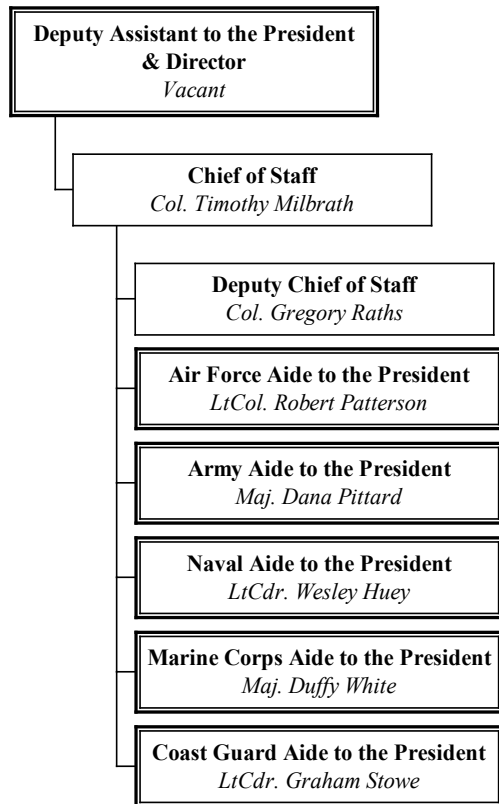 Deputy Assistant to the President
& Director
Vacant
Chief of Staff
Col. Timothy Milbrath
Deputy Chief of Staff
Col. Gregory Raths
Air Force Aide to the President
LtCol. Robert Patterson
Army Aide to the President
Maj. Dana Pittard
Naval Aide to the President
LtCdr. Wesley Huey
Marine Corps Aide to the President
Maj. Duffy White
Coast Guard Aide to the President
LtCdr. Graham Stowe